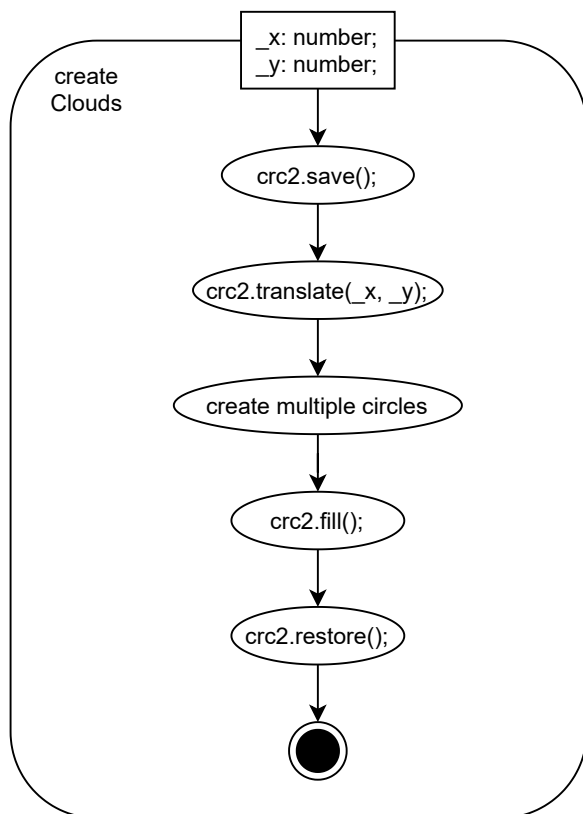 _x: number;
_y: number;
create
Clouds
crc2.save();
crc2.translate(_x, _y);
create multiple circles
crc2.fill();
crc2.restore();